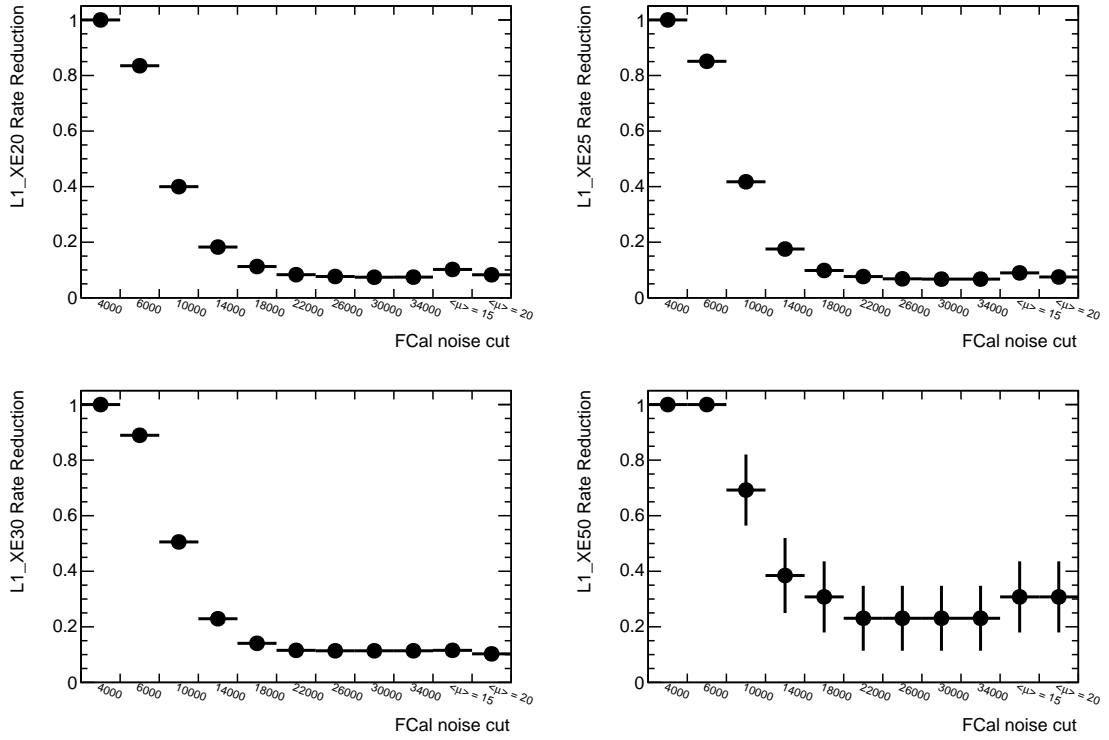 L1_XE20 Rate Reduction
1
0.8
0.6
0.4
0.2
0
4000 6000 10000 14000 18000 22000 26000 30000 34000 <μ> = 15 <μ> = 20
FCal noise cut
L1_XE25 Rate Reduction
1
0.8
0.6
0.4
0.2
0
4000 6000 10000 14000 18000 22000 26000 30000 34000 <μ> = 15 <μ> = 20
FCal noise cut
L1_XE30 Rate Reduction
1
0.8
0.6
0.4
0.2
0
4000 6000 10000 14000 18000 22000 26000 30000 34000 <μ> = 15 <μ> = 20
FCal noise cut
L1_XE50 Rate Reduction
1
0.8
0.6
0.4
0.2
0
4000 6000 10000 14000 18000 22000 26000 30000 34000 <μ> = 15 <μ> = 20
FCal noise cut